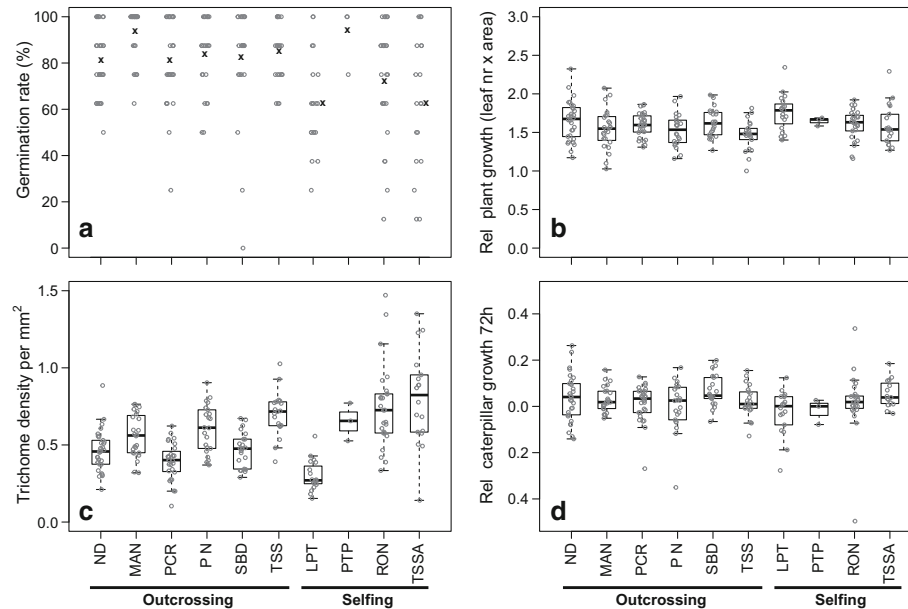 Germination rate (%)
100
80
60
40
20
0
a
Rel plant growth (leaf nr x area)
3.0
2.5
2.0
1.5
1.0
0.5
0.0
b
Trichome density per mm²
1.5
1.0
0.5
0.0
c
ND
MAN
PCR
P N
SBD
TSS
LPT
PTP
RON
TSSA
Outcrossing
Selfing
Rel caterpillar growth 72h
0.4
0.2
0.0
0.2
0.4
d
ND
MAN
PCR
P N
SBD
TSS
LPT
PTP
RON
TSSA
Outcrossing
Selfing